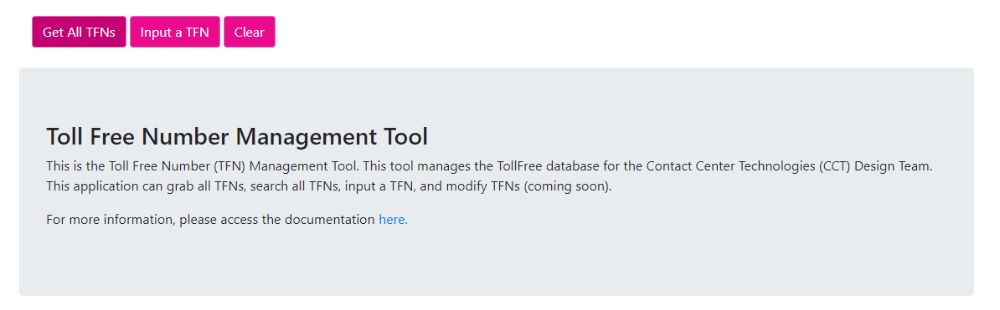 Get All TFNs Input a TFN Clear
Toll Free Number Management Tool
This is the Toll Free Number (TFN) Management Tool. This tool manages the TollFree database for the Contact Center Technologies (CCT) Design Team.
This application can grab all TFNs, search all TFNs, input a TFN, and modify TFNs (coming soon).
For more information, please access the documentation here.